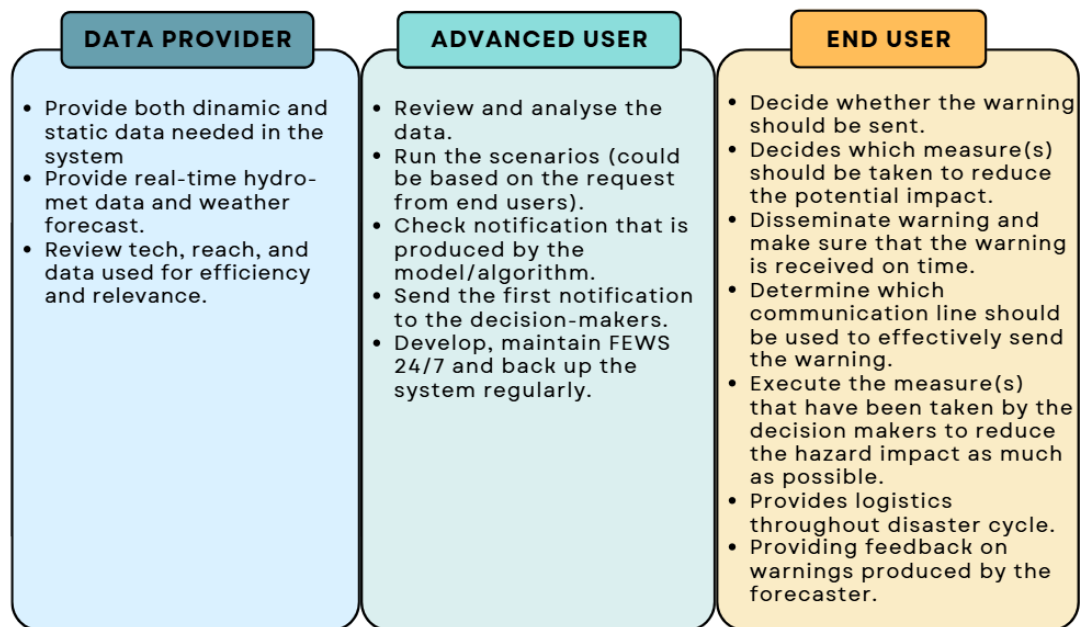 DATA PROVIDER
• Provide both dinamic and
static data needed in the
system
• Provide real-time hydro-
met data and weather
forecast.
• Review tech, reach, and
data used for efficiency
and relevance.
ADVANCED USER
• Review and analyse the
data.
• Run the scenarios (could
be based on the request
from end users).
• Check notification that is
produced by the
model/algorithm.
• Send the first notification
to the decision-makers.
• Develop, maintain FEWS
24/7 and back up the
system regularly.
END USER
• Decide whether the warning
should be sent.
• Decides which measure(s)
should be taken to reduce
the potential impact.
• Disseminate warning and
make sure that the warning
is received on time.
• Determine which
communication line should
be used to effectively send
the warning.
• Execute the measure(s)
that have been taken by the
decision makers to reduce
the hazard impact as much
as possible.
• Provides logistics
throughout disaster cycle.
• Providing feedback on
warnings produced by the
forecaster.